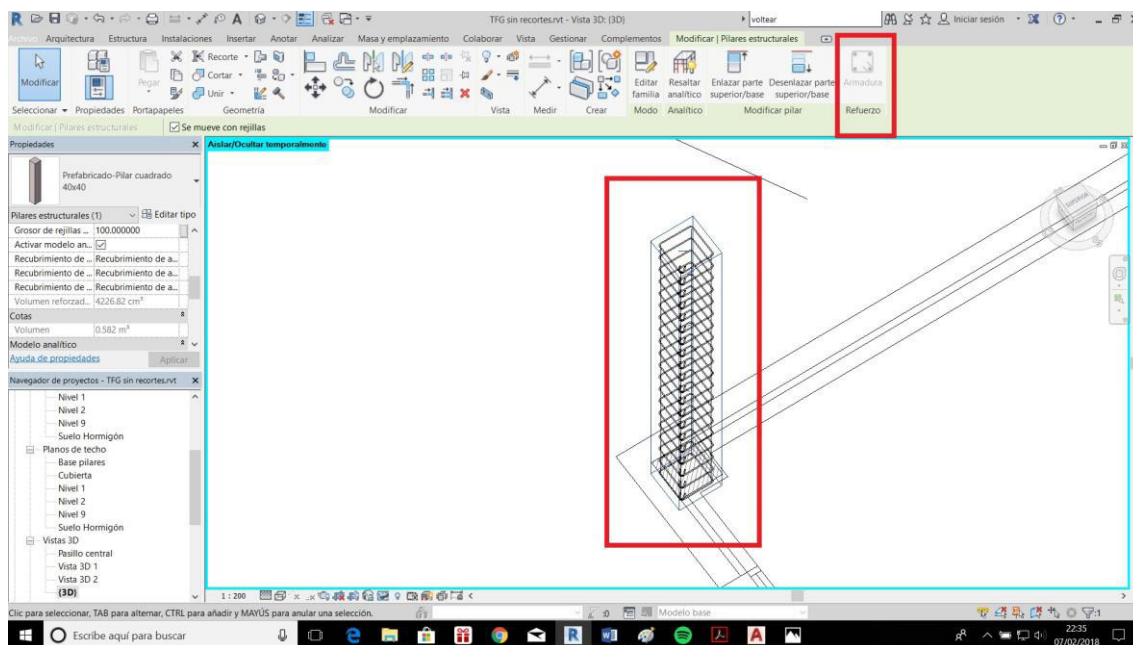 TFG sin recortes.rvt - Vista 3D: {3D}
voltear
Iniciar sesión
Archivo Arquitectura Estructura Instalaciones Insertar Anotar Analizar Masa y emplazamiento Colaborar Vista Gestionar Complementos Modificar | Pilares estructurales
Modificar
Pegar
Recorte
Cortar
Unir
Editar familia
Resaltar analítico
Enlazar parte superior/base
Desenlazar parte superior/base
Armadura
Seleccionar Propiedades Portapapeles Geometría Modificar Vista Medir Crear Modo Analítico Modificar pilar Refuerzo
Modificar | Pilares estructurales Se mueve con rejillas
Propiedades
Aislar/Ocultar temporalmente
Prefabricado-Pilar cuadrado
40x40
Pilares estructurales (1) Editar tipo
Grosor de rejillas ... 100.000000
Activar modelo an...
Recubrimiento de ... Recubrimiento de a...
Recubrimiento de ... Recubrimiento de a...
Recubrimiento de ... Recubrimiento de a...
Volumen reforzad... 4226.82 cm³
Cotas
Volumen 0.582 m³
Modelo analítico
Ayuda de propiedades Aplicar
SUPERIOR
Navegador de proyectos - TFG sin recortes.rvt
Nivel 1
Nivel 2
Nivel 9
Suelo Hormigón
Planos de techo
Base pilares
Cubierta
Nivel 1
Nivel 2
Nivel 9
Suelo Hormigón
Vistas 3D
Pasillo central
Vista 3D 1
Vista 3D 2
{3D}
1 : 200
Clic para seleccionar, TAB para alternar, CTRL para añadir y MAYÚS para anular una selección.
:0
Modelo base
:1
Escribe aquí para buscar
22:35
07/02/2018